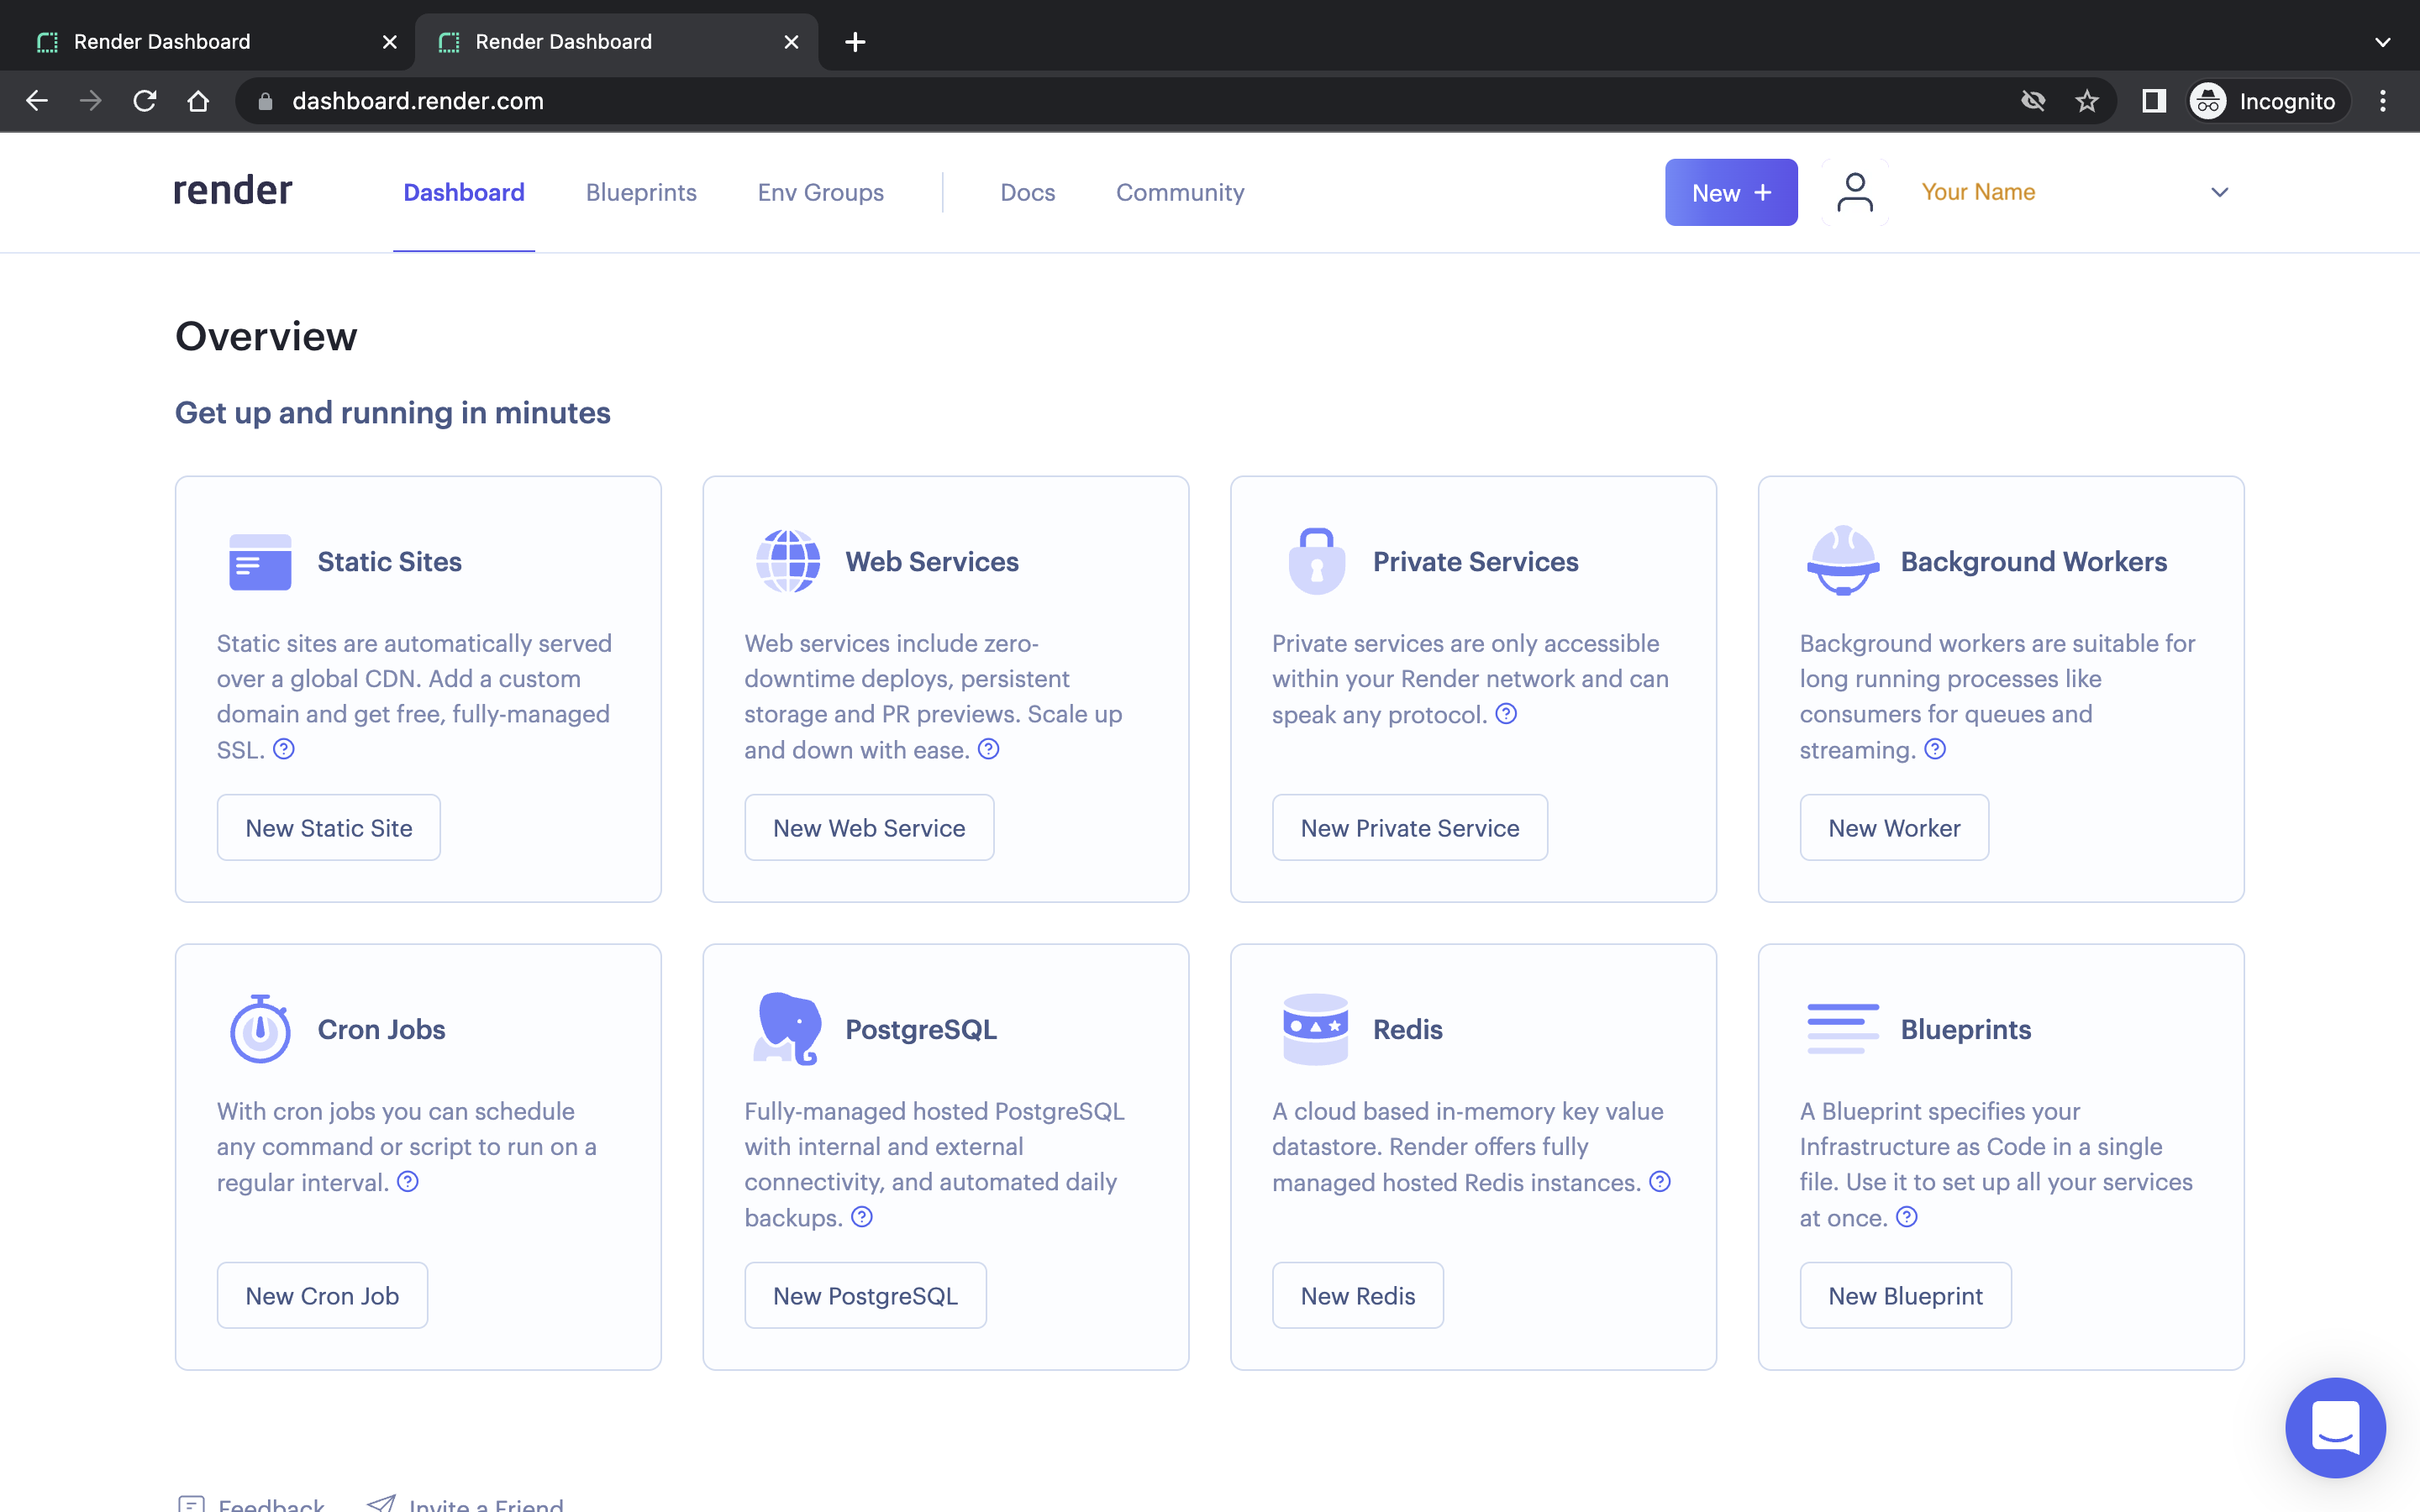 Render Dashboard
Render Dashboard
dashboard.render.com
Incognito
render
Dashboard
Blueprints
Env Groups
Docs
Community
New +
Your Name
Overview
Get up and running in minutes
Static Sites
Static sites are automatically served
over a global CDN. Add a custom
domain and get free, fully-managed
SSL.
New Static Site
Web Services
Web services include zero-
downtime deploys, persistent
storage and PR previews. Scale up
and down with ease.
New Web Service
Private Services
Private services are only accessible
within your Render network and can
speak any protocol.
New Private Service
Background Workers
Background workers are suitable for
long running processes like
consumers for queues and
streaming.
New Worker
Cron Jobs
With cron jobs you can schedule
any command or script to run on a
regular interval.
New Cron Job
PostgreSQL
Fully-managed hosted PostgreSQL
with internal and external
connectivity, and automated daily
backups.
New PostgreSQL
Redis
A cloud based in-memory key value
datastore. Render offers fully
managed hosted Redis instances.
New Redis
Blueprints
A Blueprint specifies your
Infrastructure as Code in a single
file. Use it to set up all your services
at once.
New Blueprint
Feedback
Invite a Friend